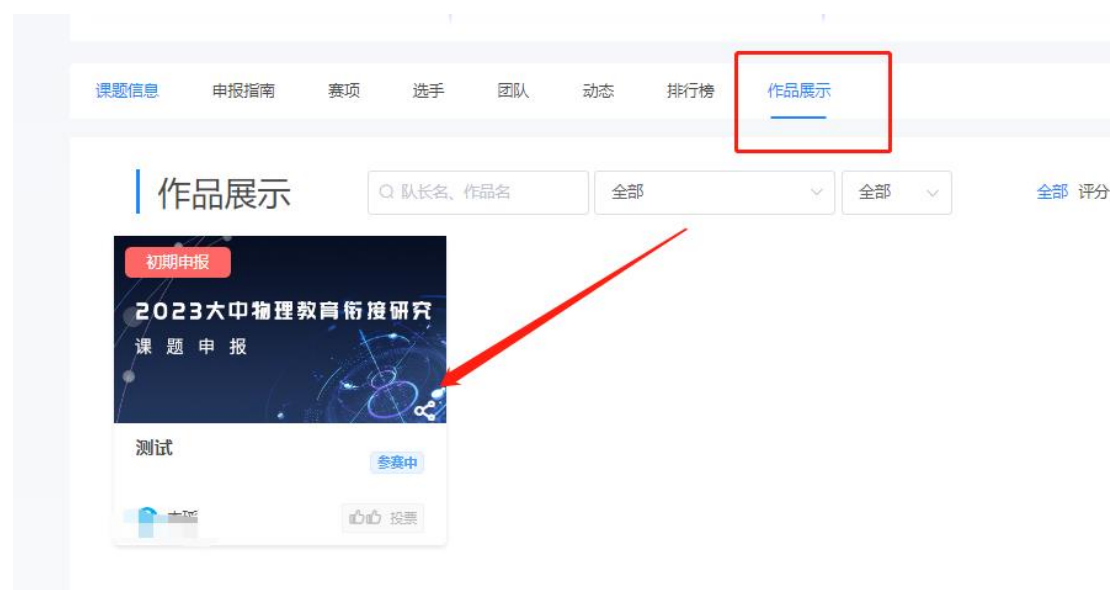 课题信息 申报指南 赛项 选手 团队 动态 排行榜 作品展示
作品展示 队长名、作品名 全部 全部 全部 评分
初期申报
2023大中物理教育衔接研究
课题申报
测试
参赛中
投票